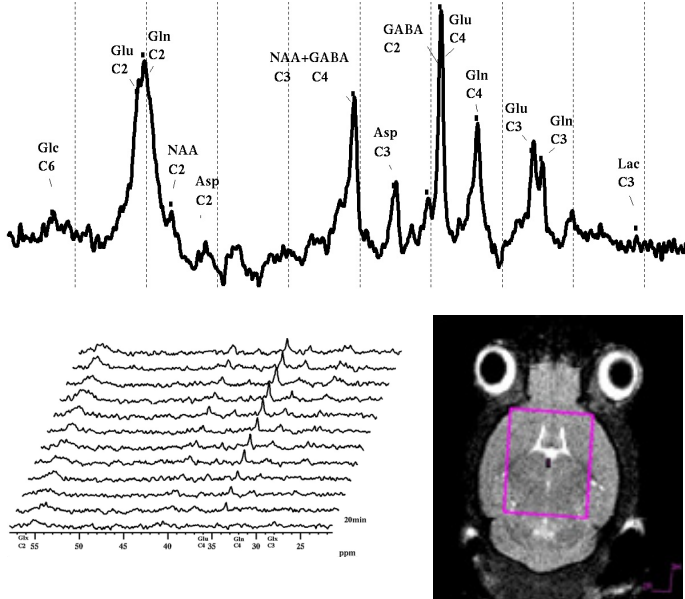 Glu
C2
Gln
C2
Glc
C6
NAA
C2
Asp
C2
NAA+GABA
C3 C4
Asp
C3
GABA
C2
Glu
C4
Gln
C4
Glu
C3
Gln
C3
Lac
C3
20min
Glx
C2
55
45
40
Glu
C4
35
Gln
C4
30
Glx
C3
25
ppm